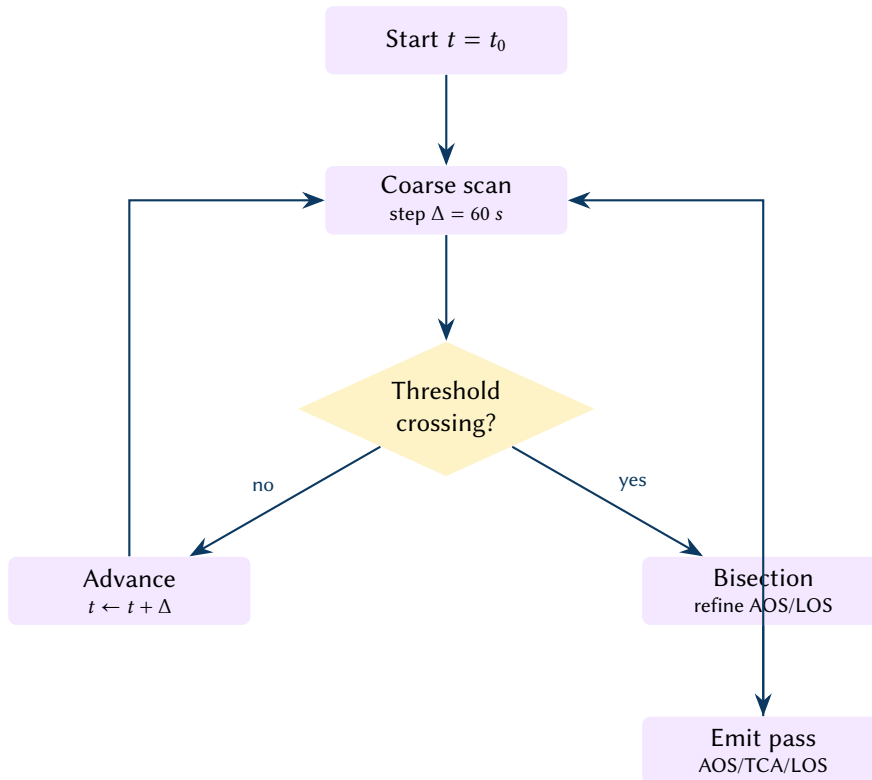 Start t = t₀
Coarse scan
step Δ = 60 s
Threshold
crossing?
no
yes
Advance
t ← t + Δ
Bisection
refine AOS/LOS
Emit pass
AOS/TCA/LOS